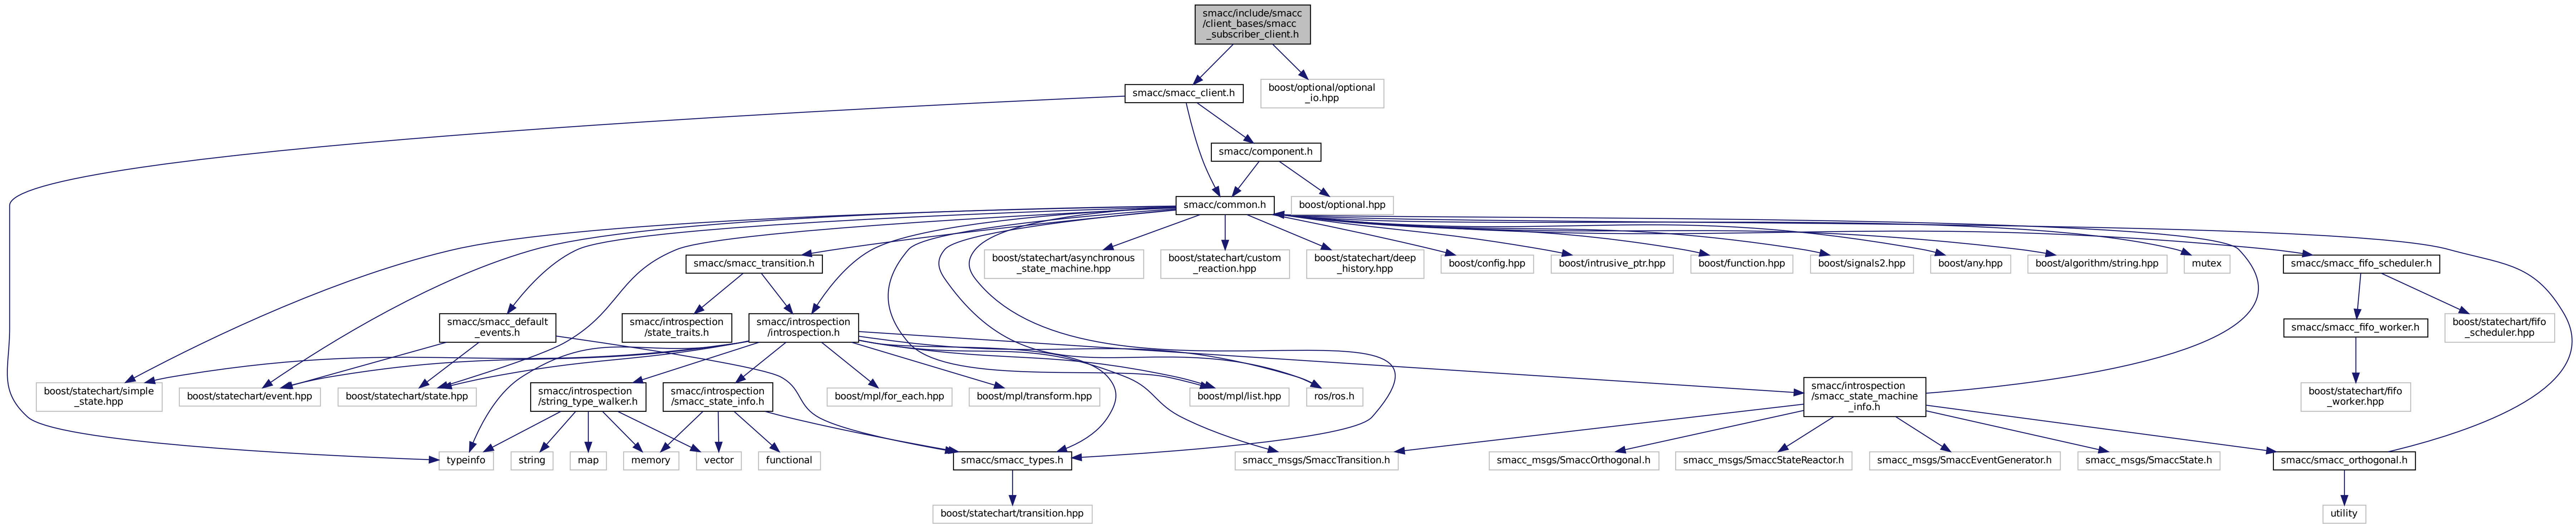 smacc/include/smacc
/client_bases/smacc
_subscriber_client.h
smacc/smacc_client.h
boost/optional/optional
_io.hpp
smacc/component.h
smacc/common.h
boost/optional.hpp
smacc/smacc_transition.h
boost/statechart/asynchronous
_state_machine.hpp
boost/statechart/custom
_reaction.hpp
boost/statechart/deep
_history.hpp
boost/config.hpp
boost/intrusive_ptr.hpp
boost/function.hpp
boost/signals2.hpp
boost/any.hpp
boost/algorithm/string.hpp
mutex
smacc/smacc_fifo_scheduler.h
smacc/smacc_default
_events.h
smacc/introspection
/state_traits.h
smacc/introspection
/introspection.h
smacc/smacc_fifo_worker.h
boost/statechart/fifo
_scheduler.hpp
boost/statechart/simple
_state.hpp
boost/statechart/event.hpp
boost/statechart/state.hpp
smacc/introspection
/string_type_walker.h
smacc/introspection
/smacc_state_info.h
boost/mpl/for_each.hpp
boost/mpl/transform.hpp
boost/mpl/list.hpp
ros/ros.h
smacc/introspection
/smacc_state_machine
_info.h
boost/statechart/fifo
_worker.hpp
typeinfo
string
map
memory
vector
functional
smacc/smacc_types.h
smacc_msgs/SmaccTransition.h
smacc_msgs/SmaccOrthogonal.h
smacc_msgs/SmaccStateReactor.h
smacc_msgs/SmaccEventGenerator.h
smacc_msgs/SmaccState.h
smacc/smacc_orthogonal.h
boost/statechart/transition.hpp
utility